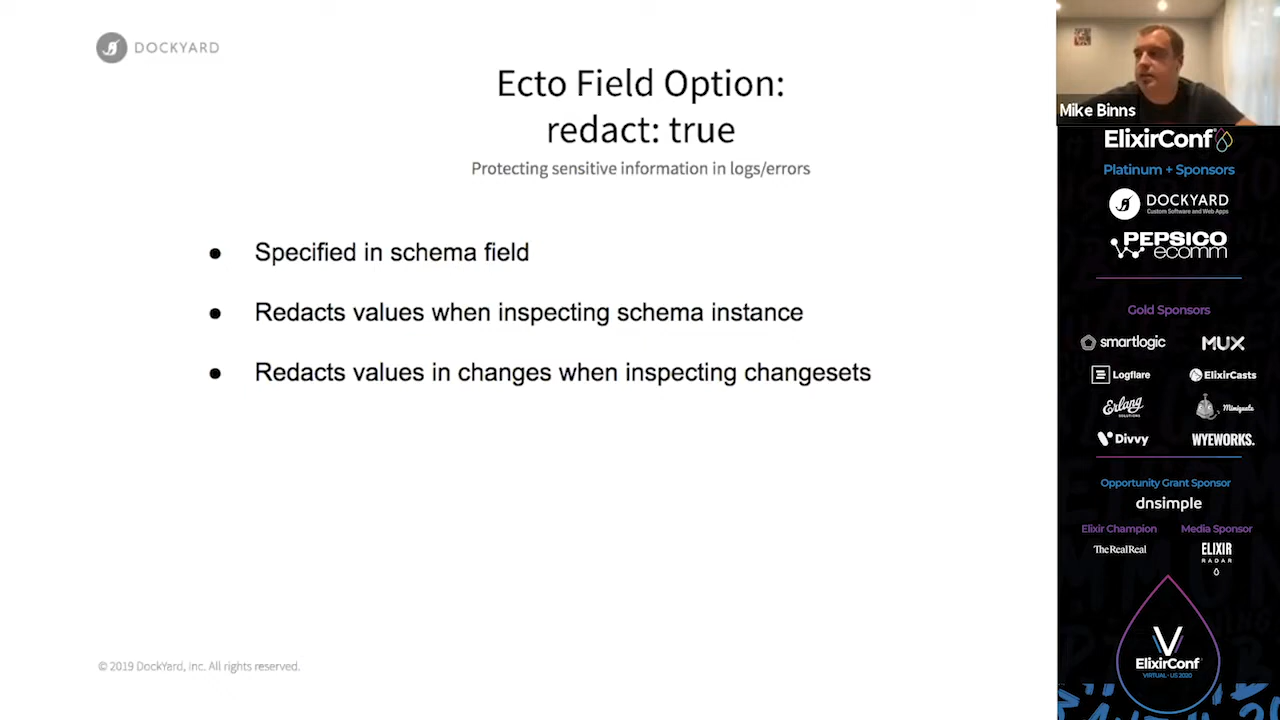 DOCKYARD
Ecto Field Option:
redact: true
Protecting sensitive information in logs/errors
● Specified in schema field
● Redacts values when inspecting schema instance
● Redacts values in changes when inspecting changesets
© 2019 DockYard, Inc. All rights reserved.
Mike Binns
ElixirConf
Platinum + Sponsors
DOCKYARD
Custom Software and Web Apps
PEPSICO
ecomm
Gold Sponsors
smartlogic
MUX
Logflare
ElixirCasts
Erlang
SOLUTIONS
Mimiquate
Divvy
WYEWORKS.
Opportunity Grant Sponsor
dnsimple
Elixir Champion
Media Sponsor
TheRealReal
ELIXIR
RADAR
V
ElixirConf
VIRTUAL - US 2020